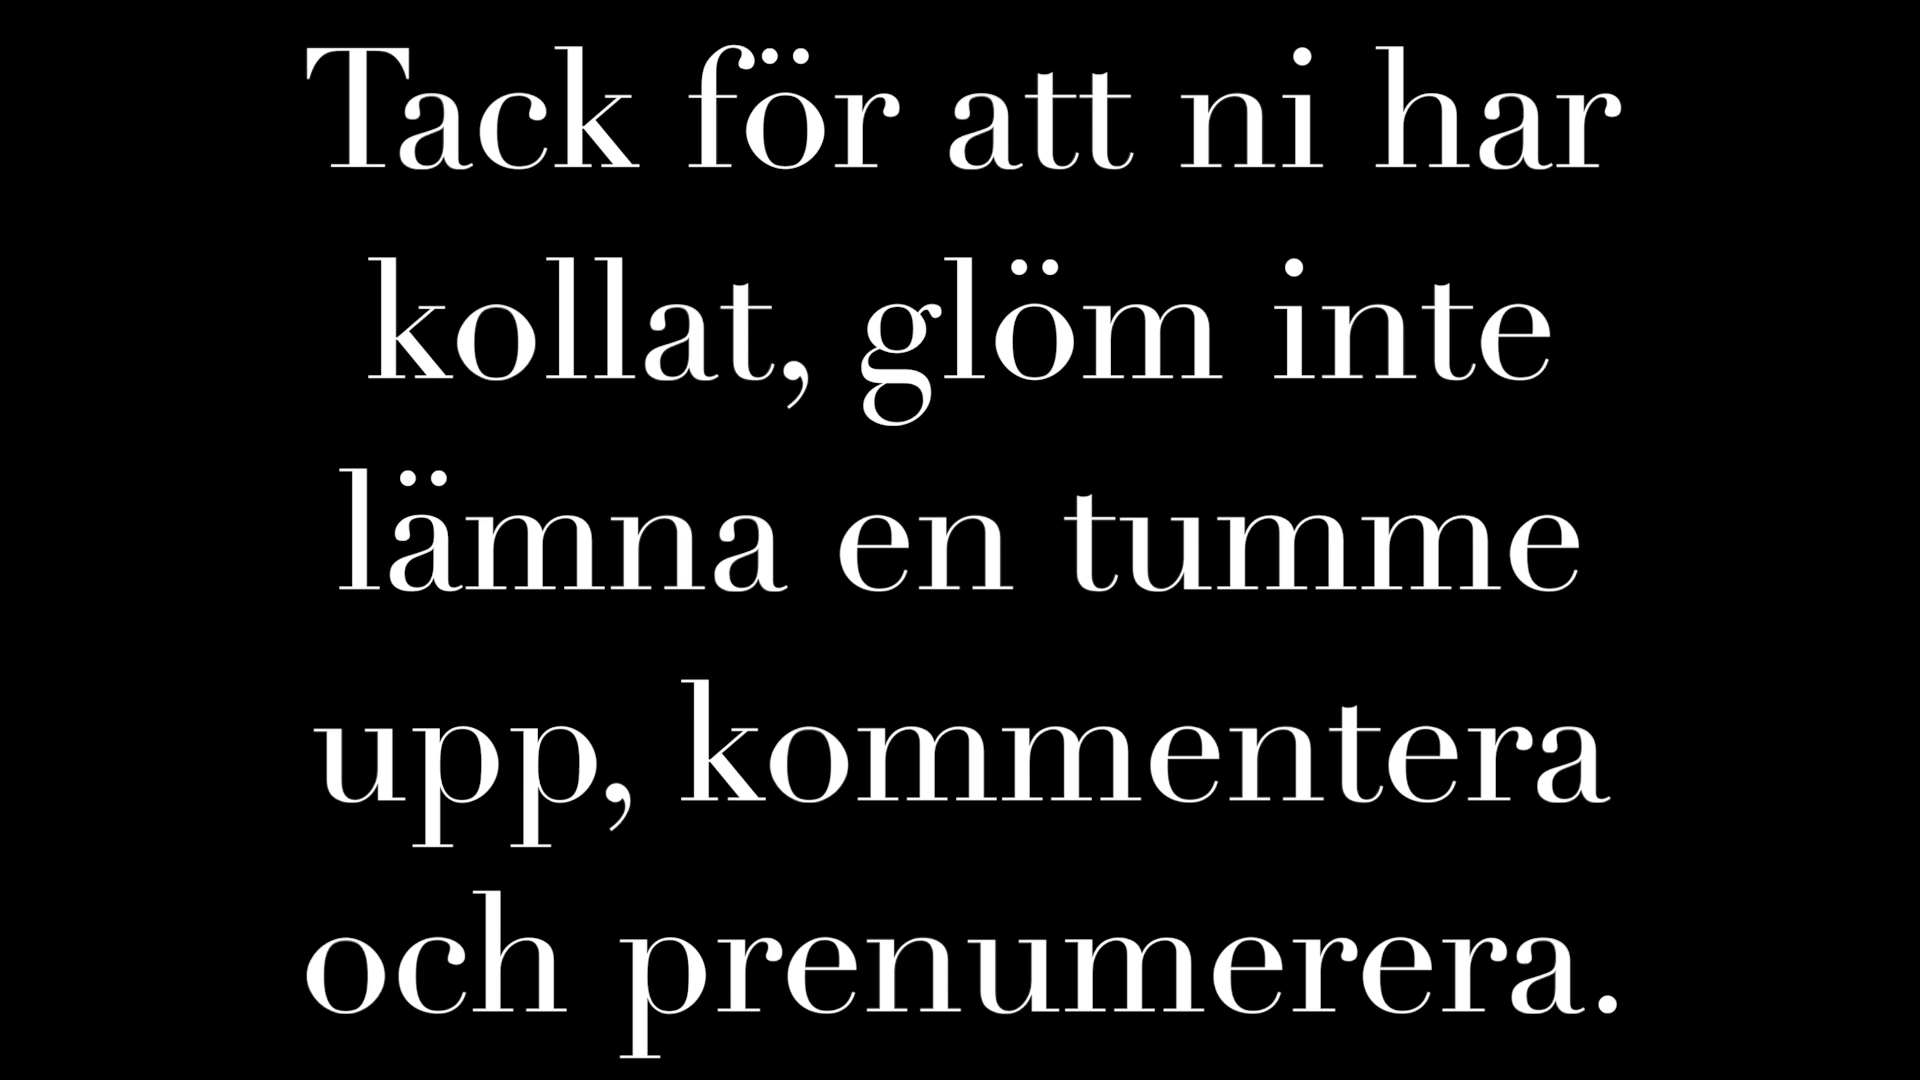 Tack för att ni har
kollat, glöm inte
lämna en tumme
upp, kommentera
och prenumerera.